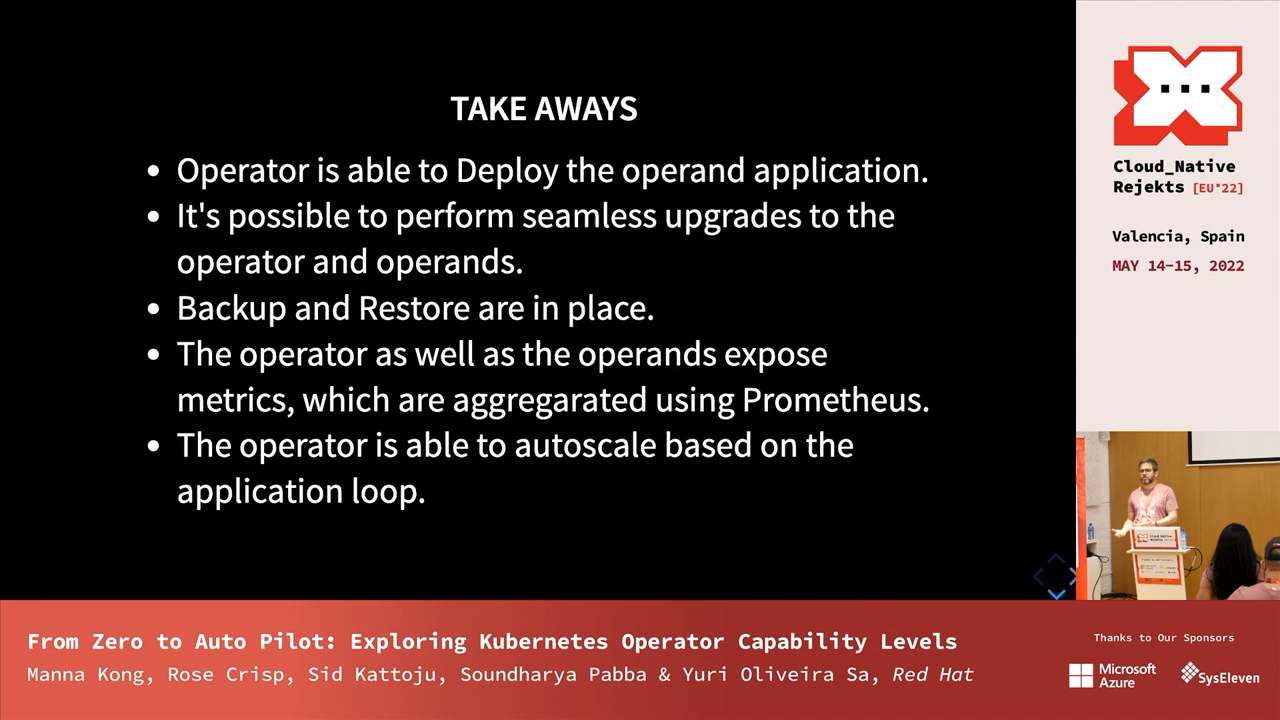 TAKE AWAYS
• Operator is able to Deploy the operand application.
• It's possible to perform seamless upgrades to the
operator and operands.
• Backup and Restore are in place.
• The operator as well as the operands expose
metrics, which are aggregarated using Prometheus.
• The operator is able to autoscale based on the
application loop.
Cloud_Native
Rejekts [EU'22]
Valencia, Spain
MAY 14-15, 2022
From Zero to Auto Pilot: Exploring Kubernetes Operator Capability Levels
Manna Kong, Rose Crisp, Sid Kattoju, Soundharya Pabba & Yuri Oliveira Sa, Red Hat
Thanks to Our Sponsors
Microsoft
Azure
SysEleven